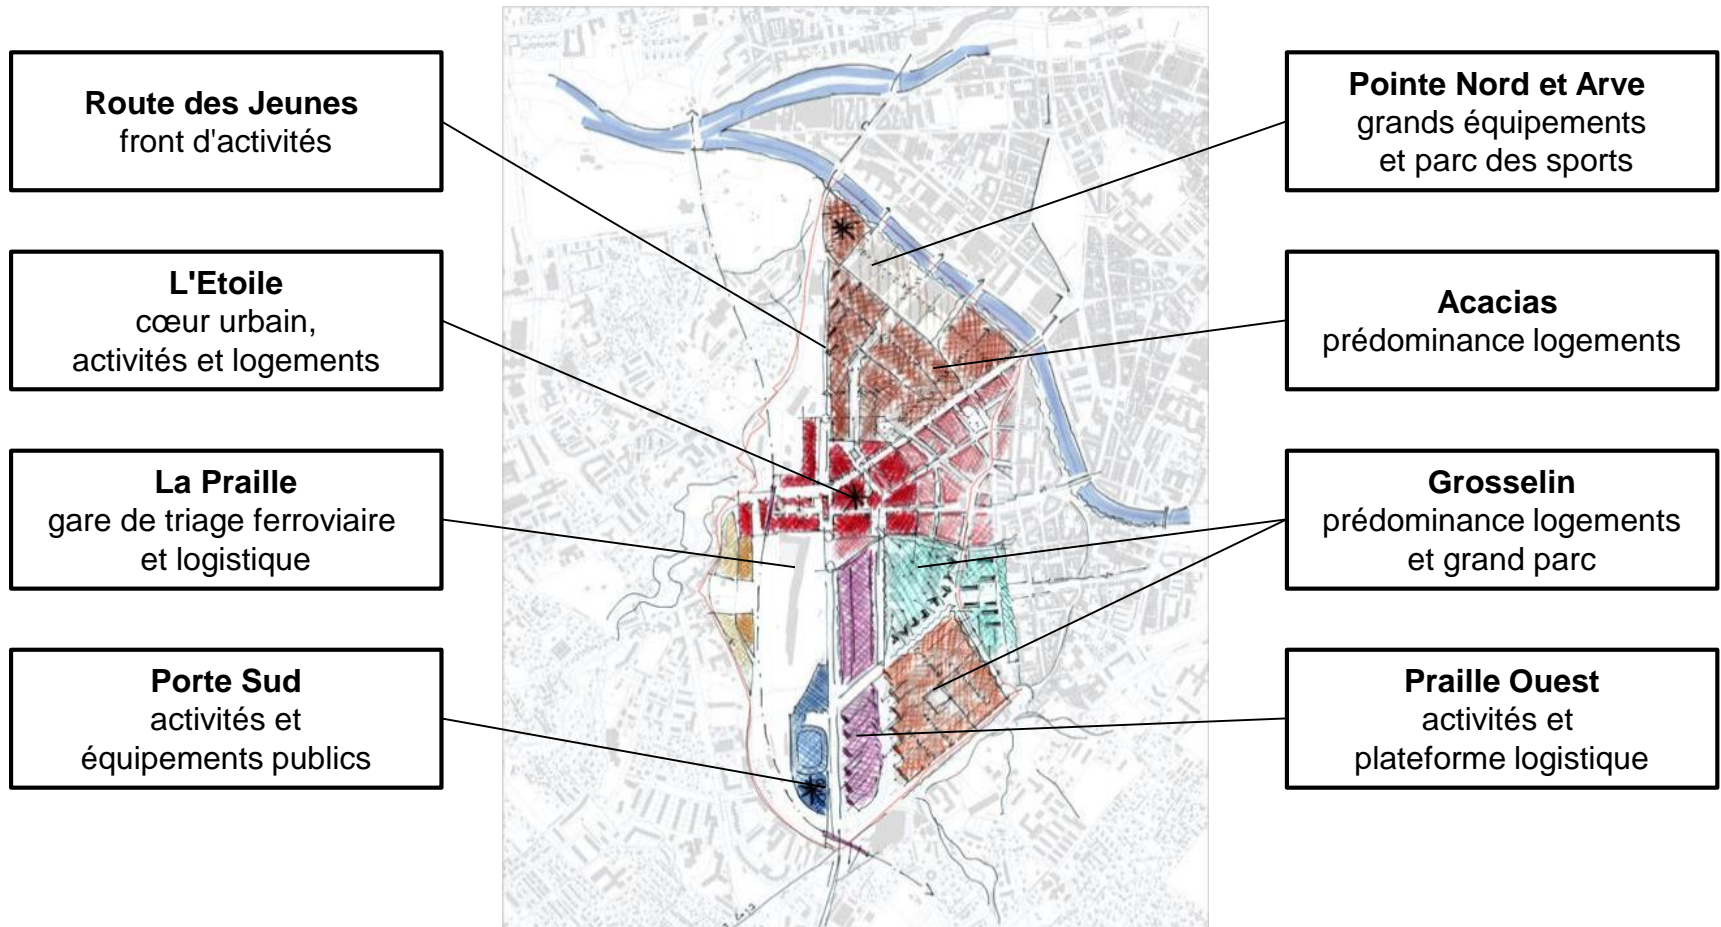 Route des Jeunes
front d'activités
L'Etoile
cœur urbain,
activités et logements
La Praille
gare de triage ferroviaire
et logistique
Porte Sud
activités et
équipements publics
Pointe Nord et Arve
grands équipements
et parc des sports
Acacias
prédominance logements
Grosselin
prédominance logements
et grand parc
Praille Ouest
activités et
plateforme logistique